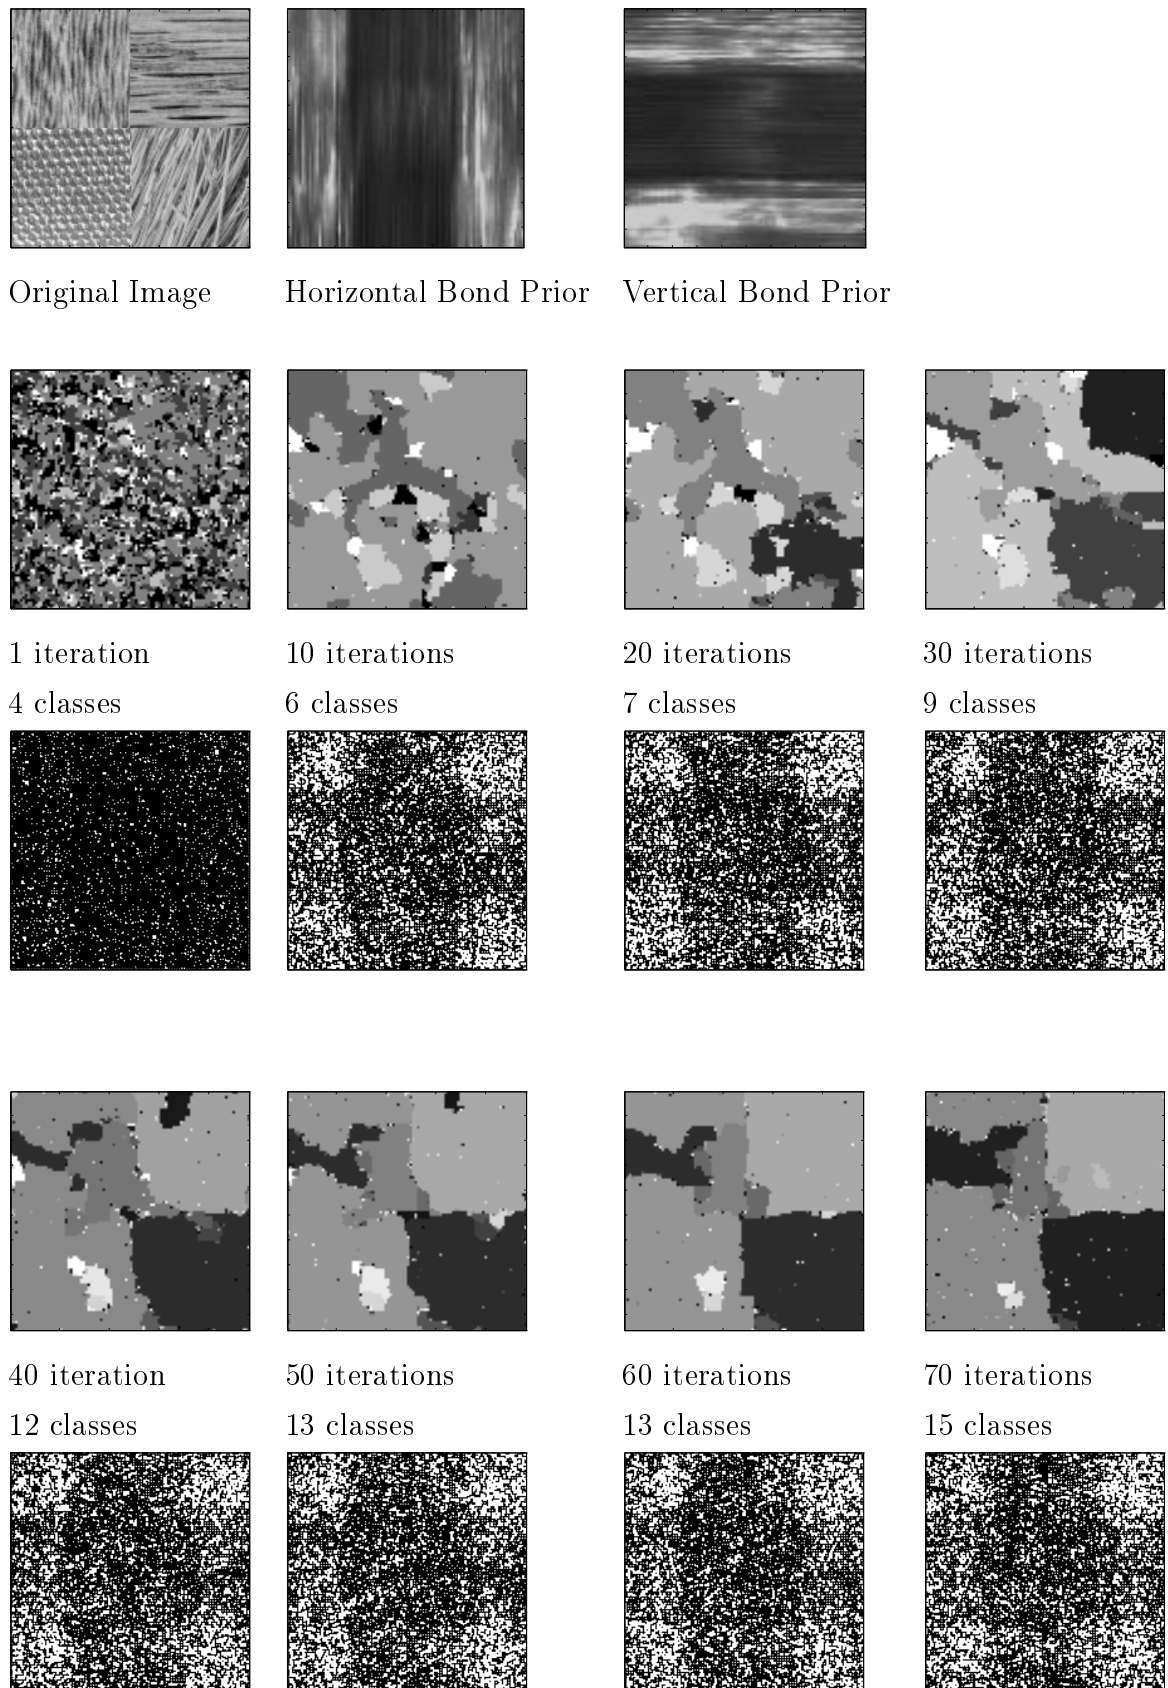 Original Image
Horizontal Bond Prior
Vertical Bond Prior
1 iteration
10 iterations
20 iterations
30 iterations
4 classes
6 classes
7 classes
9 classes
40 iteration
50 iterations
60 iterations
70 iterations
12 classes
13 classes
13 classes
15 classes